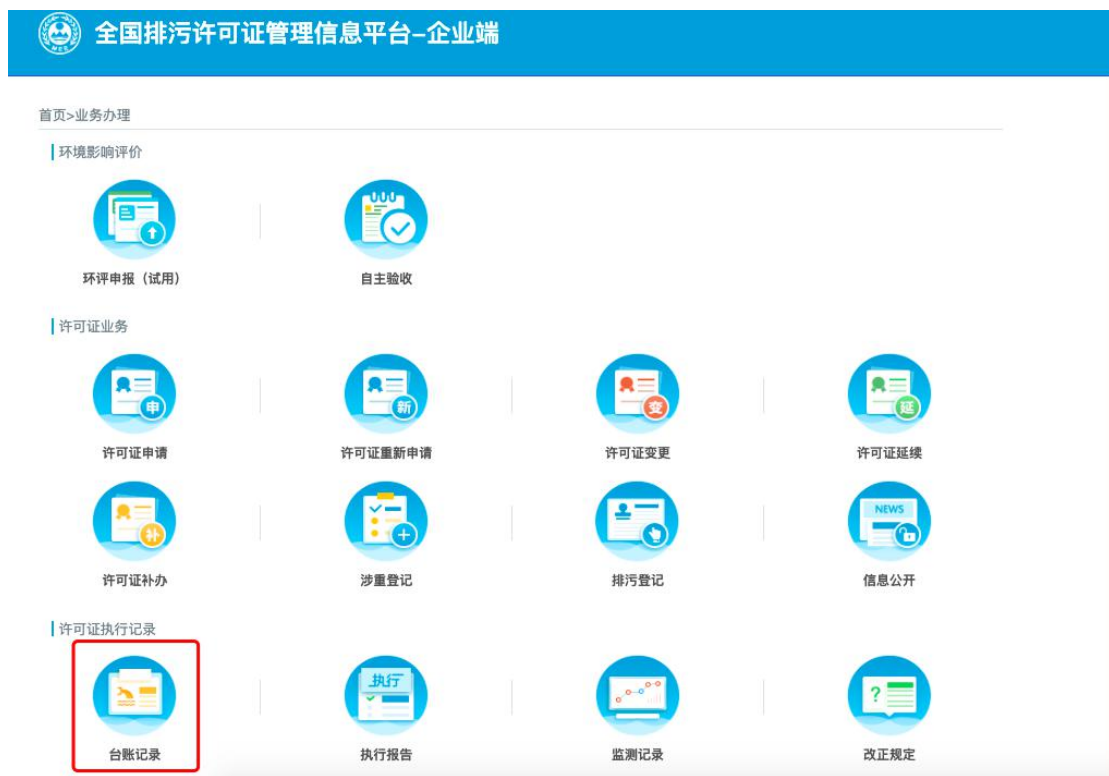 全国排污许可证管理信息平台-企业端
首页>业务办理
环境影响评价
环评申报（试用） 自主验收
许可证业务
申 新 变 延
许可证申请 许可证重新申请 许可证变更 许可证延续
补 NEWS
许可证补办 涉重登记 排污登记 信息公开
许可证执行记录
执行 ?
台账记录 执行报告 监测记录 改正规定